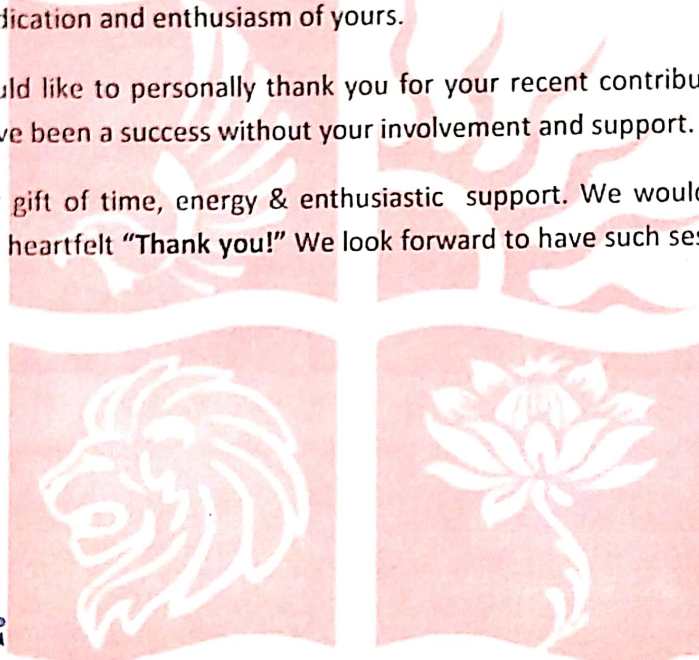 dication and enthusiasm of yours.
uld like to personally thank you for your recent contribu
ve been a success without your involvement and support.
gift of time, energy & enthusiastic support. We would
heartfelt “Thank you!” We look forward to have such ses